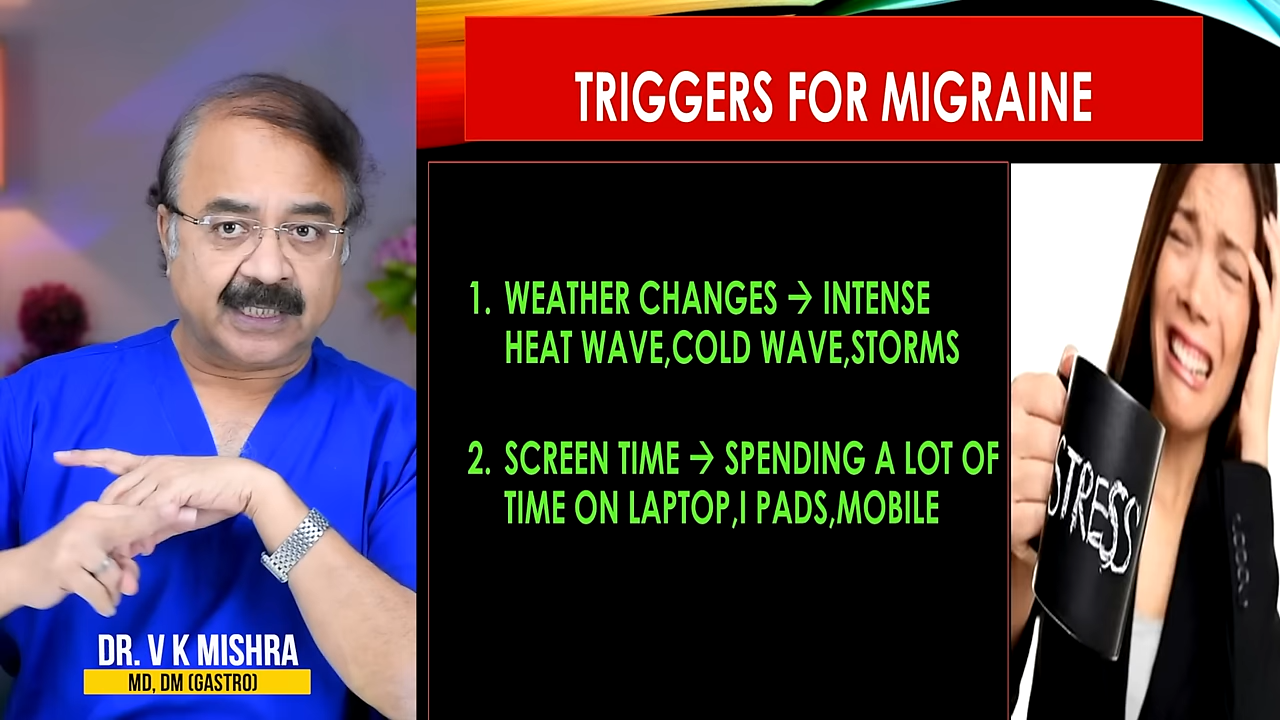 TRIGGERS FOR MIGRAINE
1. WEATHER CHANGES → INTENSE
HEAT WAVE,COLD WAVE,STORMS
2. SCREEN TIME → SPENDING A LOT OF
TIME ON LAPTOP,I PADS,MOBILE
STRESS
DR. V K MISHRA
MD, DM (GASTRO)